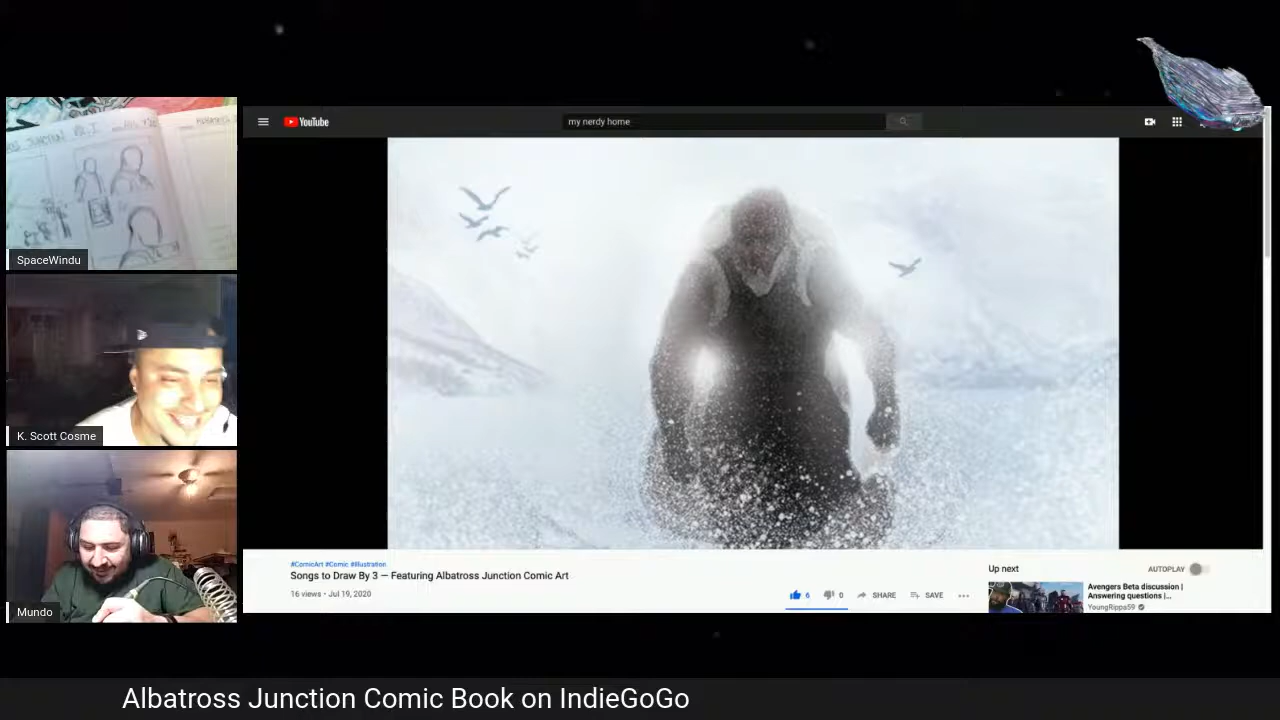 YouTube
my nerdy home
JUNCTION VOL. I
SpaceWindu
K. Scott Cosme
Mundo
#ComicArt #Comic #Illustration
Songs to Draw By 3 — Featuring Albatross Junction Comic Art
16 views • Jul 19, 2020
6
0
SHARE
SAVE
Up next
AUTOPLAY
Avengers Beta discussion |
Answering questions |...
YoungRippa59
Albatross Junction Comic Book on IndieGoGo